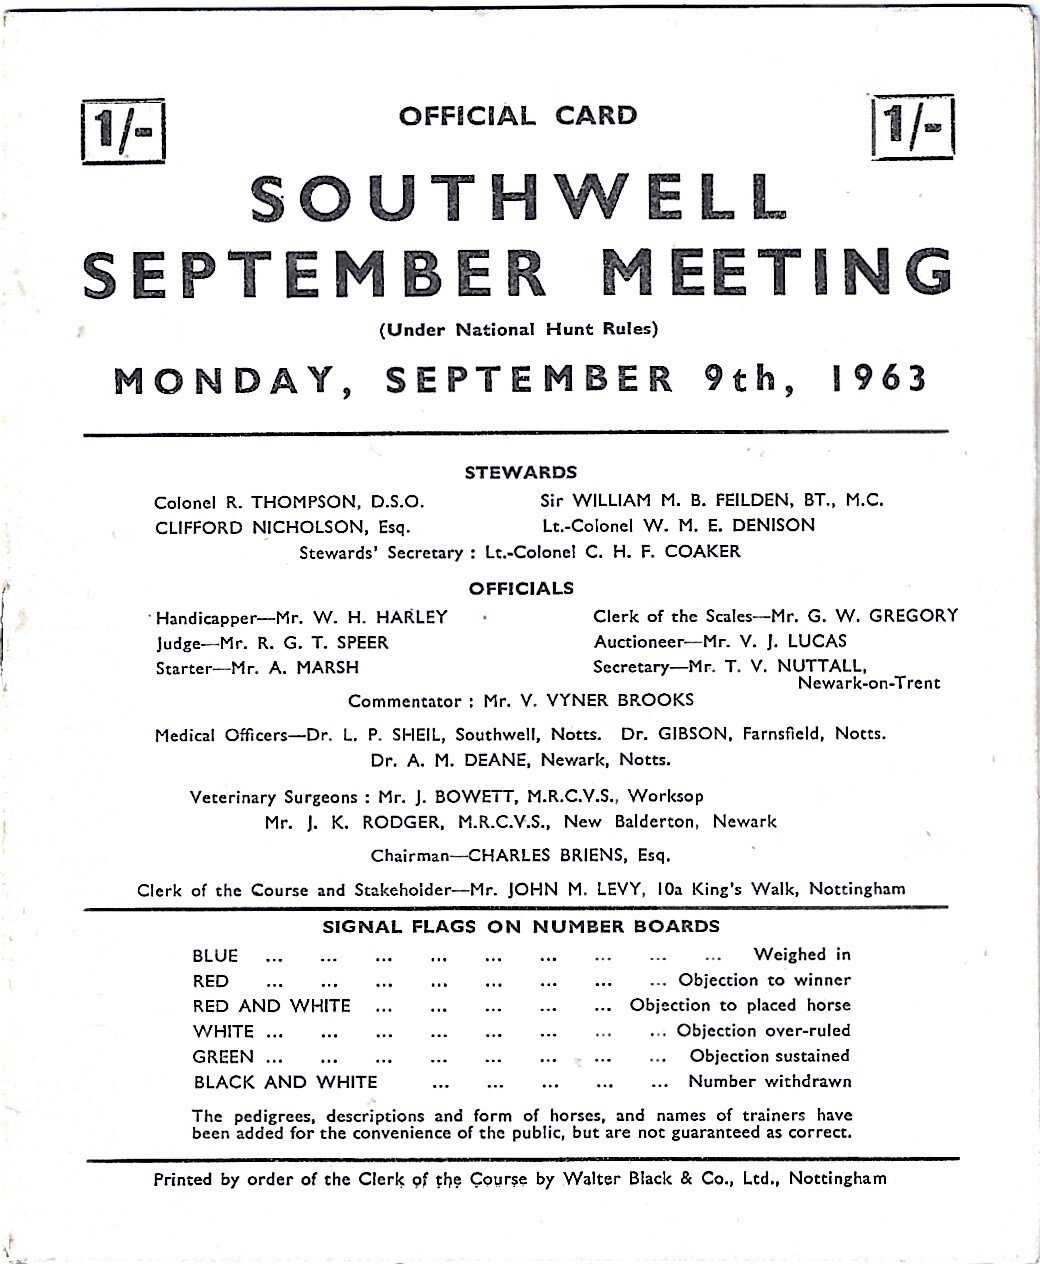 1/- OFFICIAL CARD 1/-
SOUTHWELL
SEPTEMBER MEETING
(Under National Hunt Rules)
MONDAY, SEPTEMBER 9th, 1963
STEWARDS
Colonel R. THOMPSON, D.S.O. Sir WILLIAM M. B. FEILDEN, BT., M.C.
CLIFFORD NICHOLSON, Esq. Lt.-Colonel W. M. E. DENISON
Stewards' Secretary : Lt.-Colonel C. H. F. COAKER
OFFICIALS
Handicapper—Mr. W. H. HARLEY Clerk of the Scales—Mr. G. W. GREGORY
Judge—Mr. R. G. T. SPEER Auctioneer—Mr. V. J. LUCAS
Starter—Mr. A. MARSH Secretary—Mr. T. V. NUTTALL,
Newark-on-Trent
Commentator : Mr. V. VYNER BROOKS
Medical Officers—Dr. L. P. SHEIL, Southwell, Notts. Dr. GIBSON, Farnsfield, Notts.
Dr. A. M. DEANE, Newark, Notts.
Veterinary Surgeons : Mr. J. BOWETT, M.R.C.V.S., Worksop
Mr. J. K. RODGER, M.R.C.V.S., New Balderton, Newark
Chairman—CHARLES BRIENS, Esq.
Clerk of the Course and Stakeholder—Mr. JOHN M. LEVY, 10a King's Walk, Nottingham
SIGNAL FLAGS ON NUMBER BOARDS
BLUE ... ... ... ... ... ... ... ... ... Weighed in
RED ... ... ... ... ... ... ... ... Objection to winner
RED AND WHITE ... ... ... ... ... Objection to placed horse
WHITE ... ... ... ... ... ... ... ... Objection over-ruled
GREEN ... ... ... ... ... ... ... ... Objection sustained
BLACK AND WHITE ... ... ... ... ... Number withdrawn
The pedigrees, descriptions and form of horses, and names of trainers have
been added for the convenience of the public, but are not guaranteed as correct.
Printed by order of the Clerk of the Course by Walter Black & Co., Ltd., Nottingham